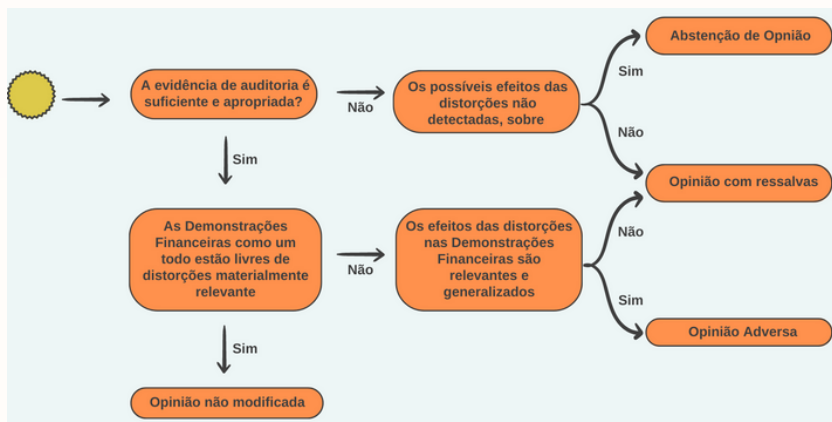 Abstenção de Opnião
A evidência de auditoria é
suficiente e apropriada?
Não
Os possíveis efeitos das
distorções não
detectadas, sobre
Sim
Não
Sim
Opinião com ressalvas
As Demonstrações
Financeiras como um
todo estão livres de
distorções materialmente
relevante
Não
Os efeitos das distorções
nas Demonstrações
Financeiras são
relevantes e
generalizados
Não
Sim
Opinião Adversa
Sim
Opinião não modificada